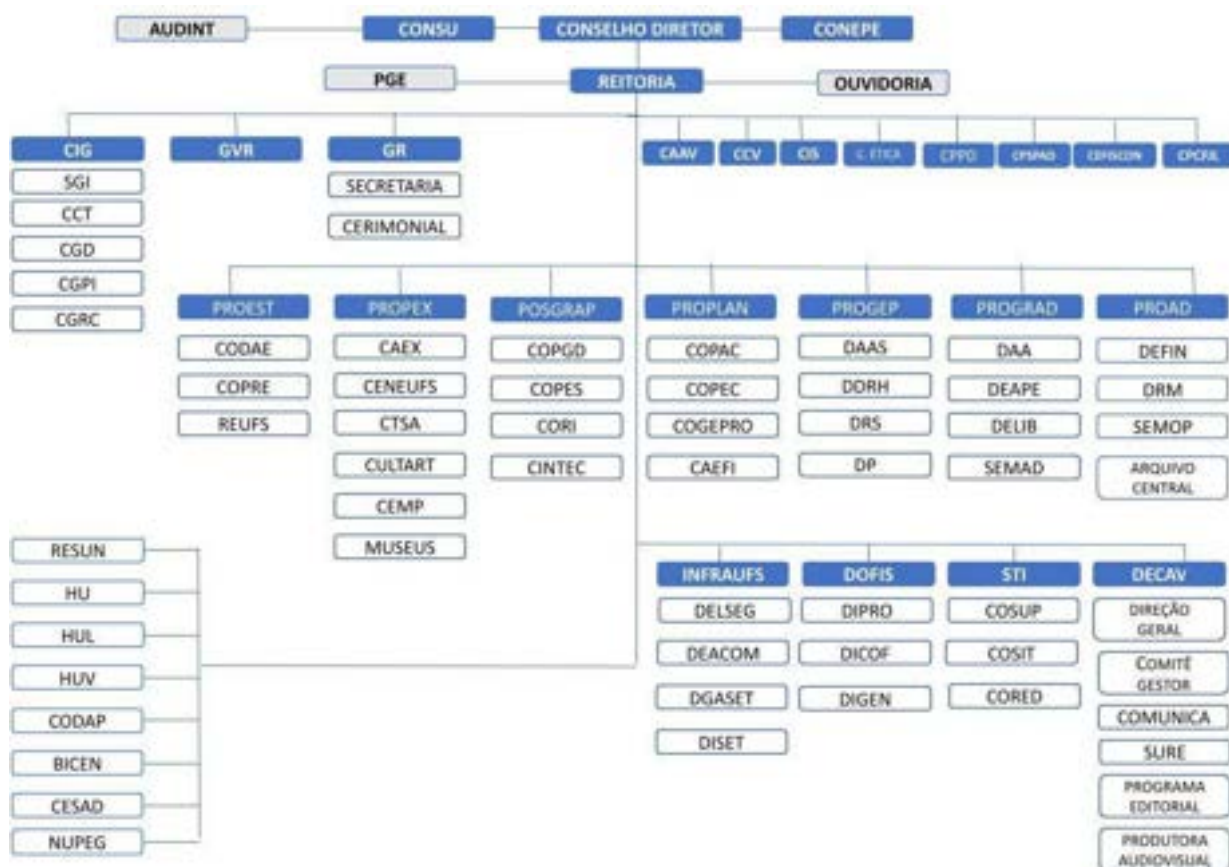 AUDINT
CONSU
CONSELHO DIRETOR
CONEPE
PGE
REITORIA
OUVIDORIA
CIG
GVR
GR
CAAV
CCV
CIS
C. ETICA
CPPD
CPSPAD
CEFISCON
SGI
CCT
CGD
CGPI
CGRC
SECRETARIA
CERIMONIAL
PROEST
PROPEX
POSGRAP
PROPLAN
PROGEP
PROGRAD
PROAD
CODAE
COPRE
REUFS
CAEX
CENEUFS
CTSA
CULTART
CEMP
MUSEUS
COPGD
COPES
CORI
CINTEC
COPAC
COPEC
COGEPRO
CAEFI
DAAS
DDRH
DRS
DP
DAA
DEAPE
DELIB
SEMAD
DEFIN
DRM
SEMOP
ARQUIVO
CENTRAL
RESUN
HU
HUL
HUV
CODAP
BICEN
CESAD
NUPEG
INFRAUFS
DOFIS
STI
DECAV
DELSEG
DEACOM
DGASET
DISET
DIPRO
DICOF
DIGEN
COSUP
COSIT
CORED
DIREÇÃO
GERAL
COMITÊ
GESTOR
COMUNICA
SURE
PROGRAMA
EDITORIAL
PRODUTORA
AUDIOVISUAL